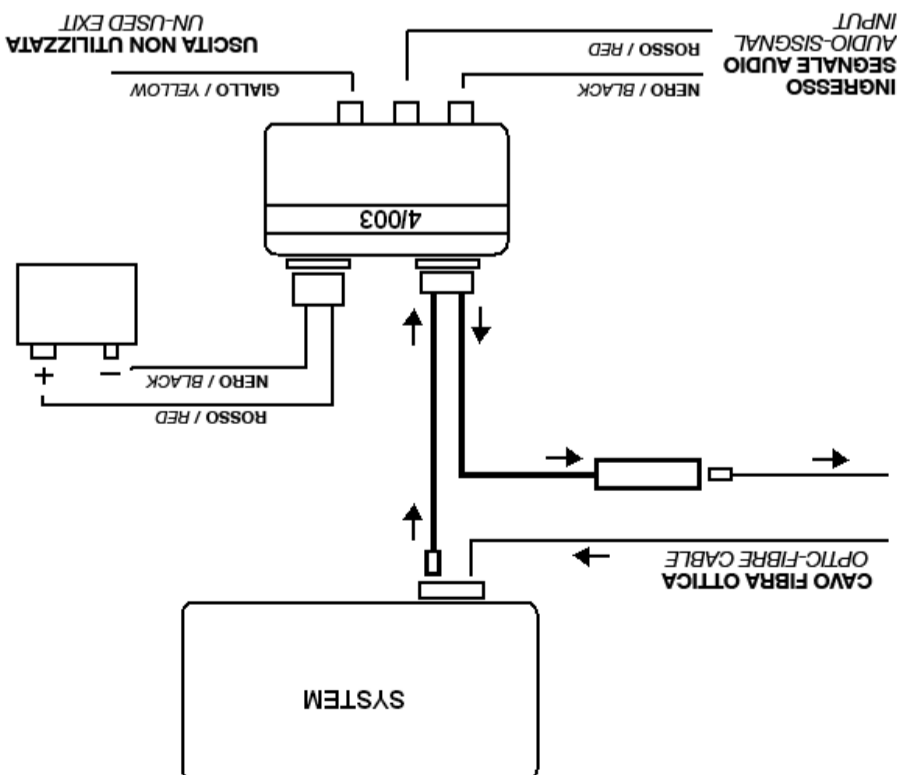 SYSTEM
CAVO FIBRA OTTICA
OPTIC-FIBRE CABLE
ROSSO / RED
NERO / BLACK
− +
4/003
INGRESSO
SEGNALE AUDIO
AUDIO-SISGNAL
INPUT
NERO / BLACK
ROSSO / RED
GIALLO / YELLOW
USCITA NON UTILIZZATA
UN-USED EXIT